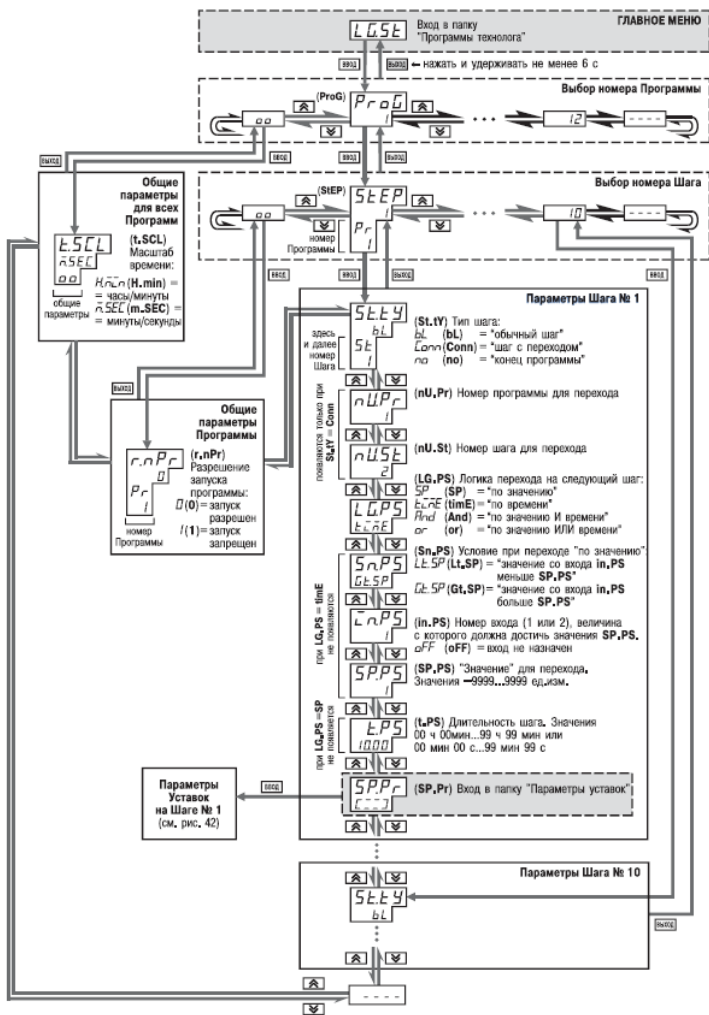 ГЛАВНОЕ МЕНЮ
LG.St
Вход в папку
"Программы технолога"
ввод
выход
← нажать и удерживать не менее 6 с
Выбор номера Программы
(ProG)
ProG
1
oo
...
12
----
выход
ввод
ввод
выход
Выбор номера Шага
(StEP)
StEP
Pr
1
номер
Программы
oo
...
10
----
Общие
параметры
для всех
Программ
t.SCL
m.SEC
oo
общие
параметры
(t.SCL)
Масштаб
времени:
H.min (H.min) =
= часы/минуты
m.SEC (m.SEC) =
= минуты/секунды
ввод
выход
ввод
выход
ввод
Параметры Шага № 1
St.tY
bL
St
1
здесь
и далее
номер
Шага
(St.tY) Тип шага:
bL (bL) = "обычный шаг"
Conn (Conn) = "шаг с переходом"
no (no) = "конец программы"
появляются только при
St.tY = Conn
nU.Pr
1
(nU.Pr) Номер программы для перехода
nU.St
2
(nU.St) Номер шага для перехода
Общие
параметры
Программы
r.nPr
0
Pr
1
номер
Программы
(r.nPr)
Разрешение
запуска
программы:
0 (0) = запуск
разрешен
1 (1) = запуск
запрещен
LG.PS
timE
(LG.PS) Логика перехода на следующий шаг:
SP (SP) = "по значению"
timE (timE) = "по времени"
And (And) = "по значению И времени"
or (or) = "по значению ИЛИ времени"
при LG.PS = timE
не появляются
Sn.PS
Gt.SP
(Sn.PS) Условие при переходе "по значению":
Lt.SP (Lt.SP) = "значение со входа in.PS
меньше SP.PS"
Gt.SP (Gt.SP) = "значение со входа in.PS
больше SP.PS"
in.PS
1
(in.PS) Номер входа (1 или 2), величина
с которого должна достичь значения SP.PS.
oFF (oFF) = вход не назначен
SP.PS
1
(SP.PS) "Значение" для перехода.
Значения −9999...9999 ед.изм.
при LG.PS =SP
не появляется
t.PS
10.00
(t.PS) Длительность шага. Значения
00 ч 00мин...99 ч 99 мин или
00 мин 00 с...99 мин 99 с
SP.Pr
[----]
(SP.Pr) Вход в папку "Параметры уставок"
ввод
Параметры
Уставок
на Шаге № 1
(см. рис. 42)
Параметры Шага № 10
St.tY
bL
выход
----